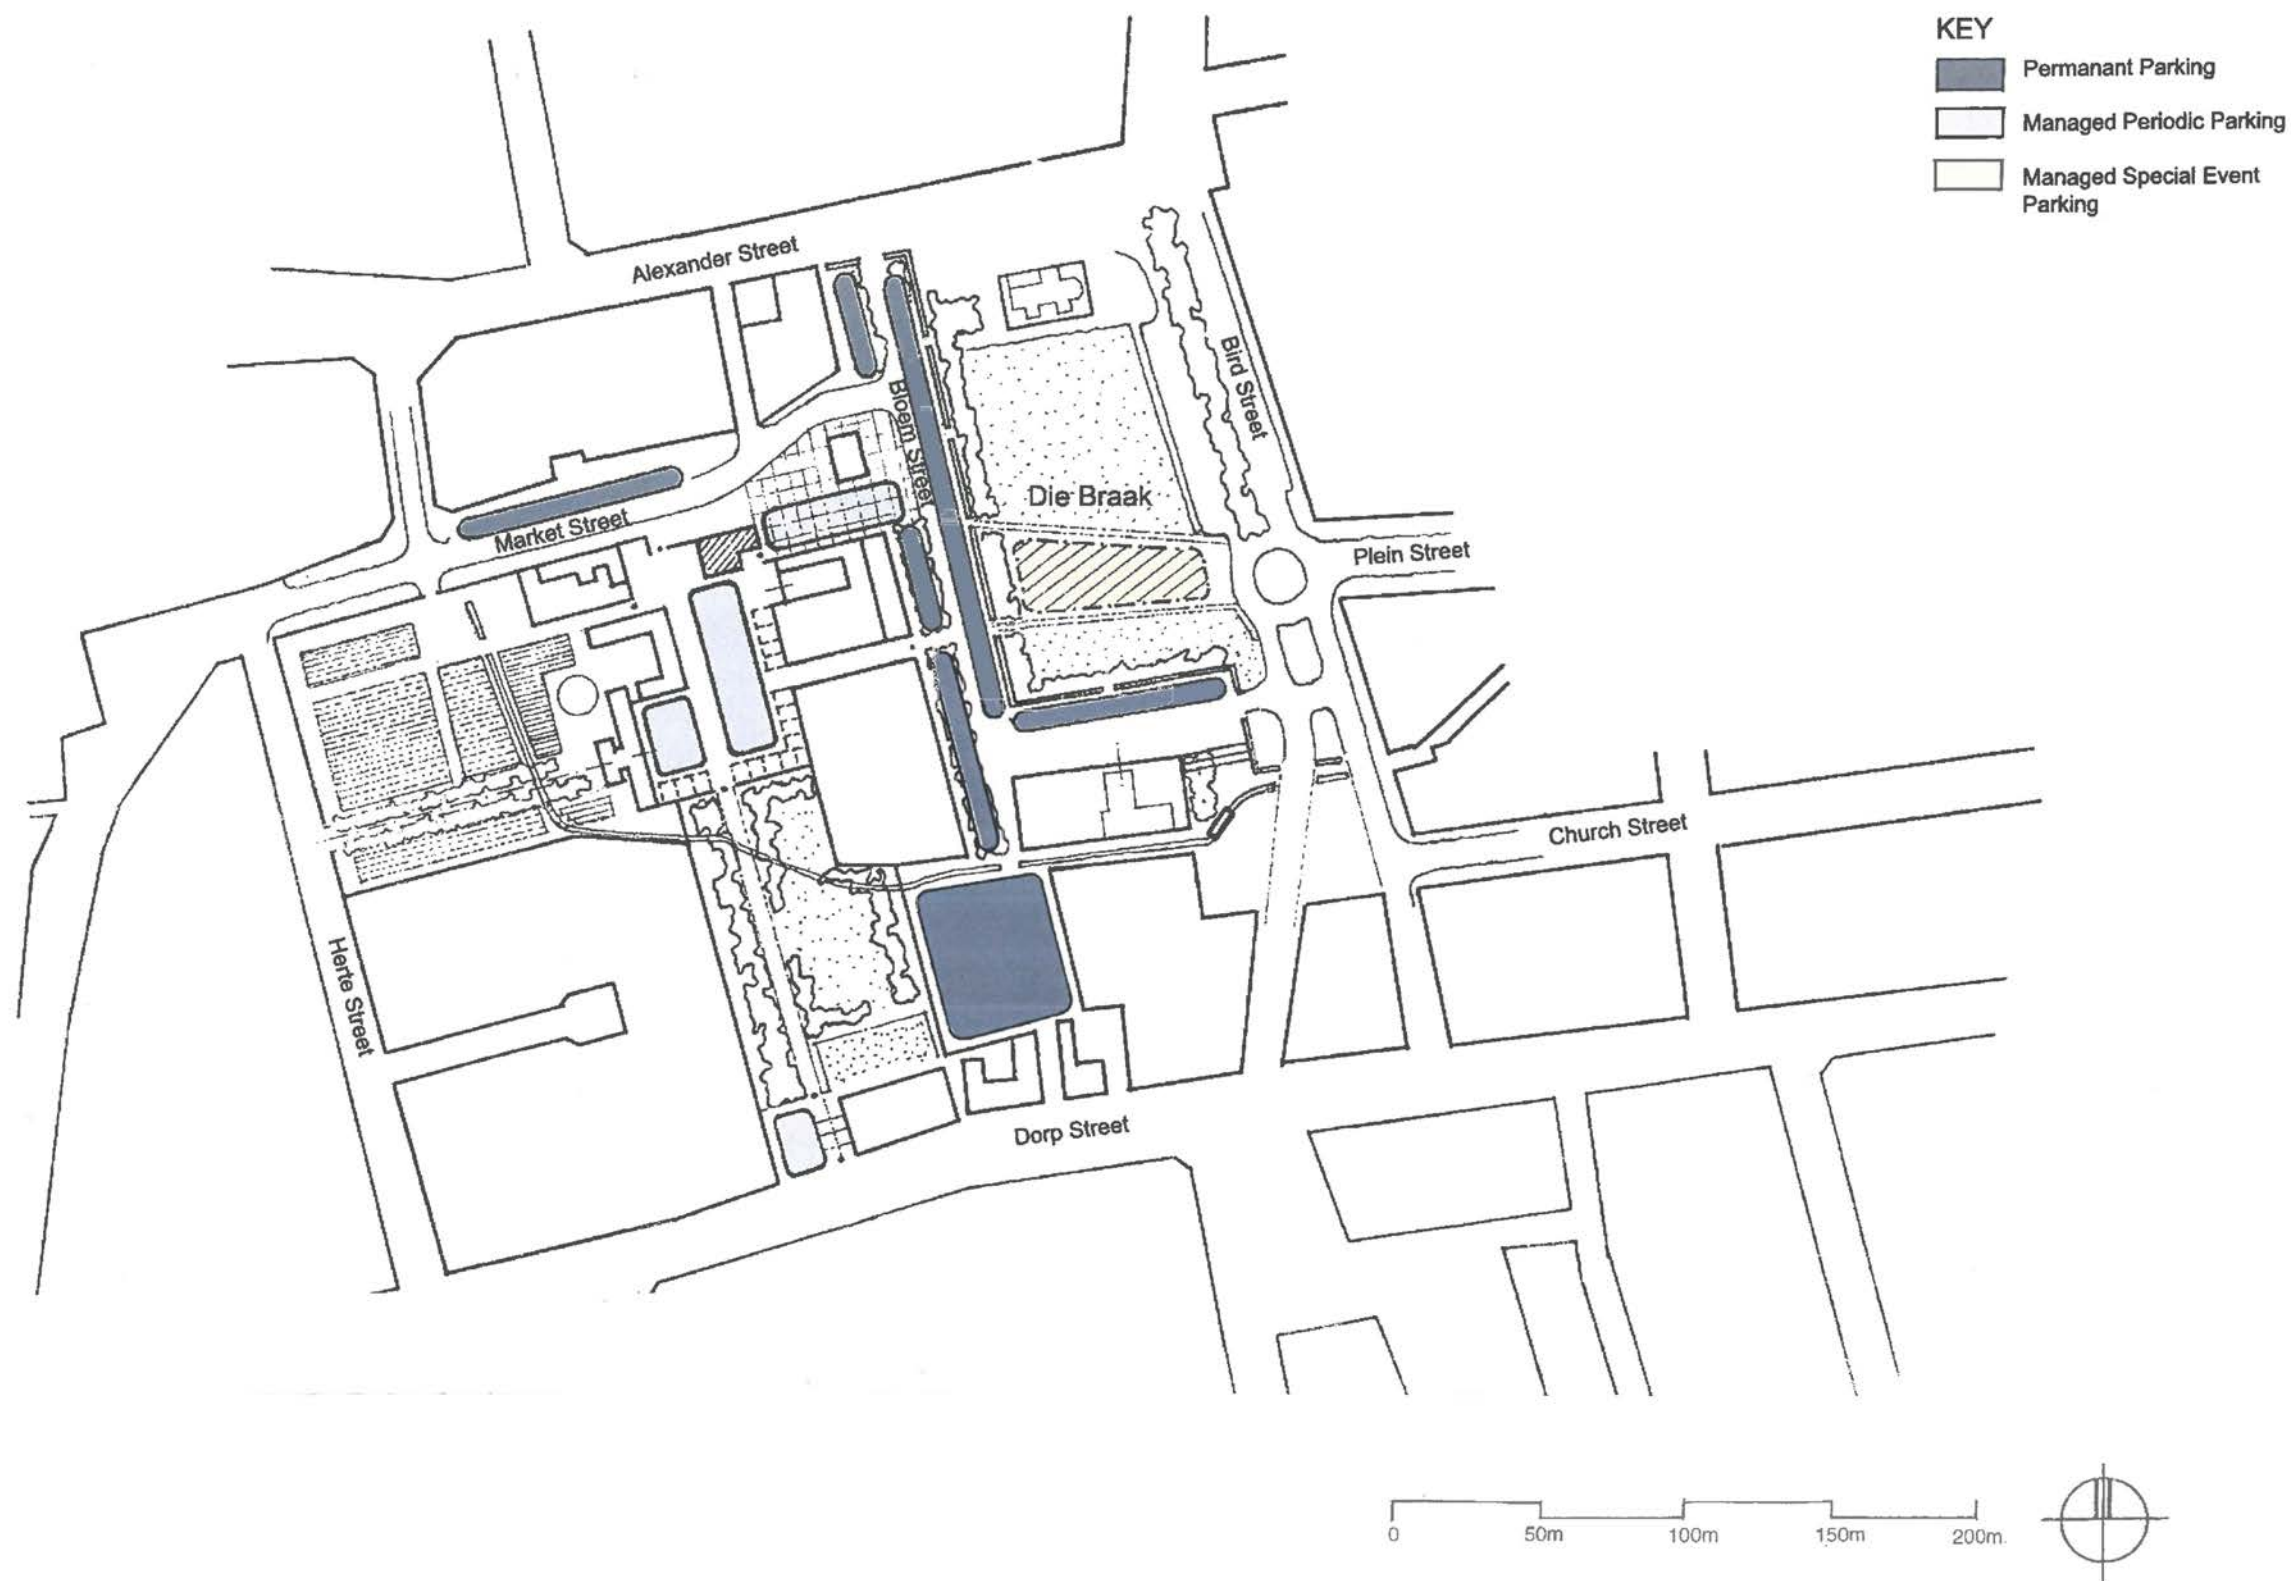 KEY
Permanant Parking
Managed Periodic Parking
Managed Special Event
Parking
Alexander Street
Bird Street
Bloem Street
Die Braak
Market Street
Plein Street
Church Street
Herte Street
Dorp Street
0
50m
100m
150m
200m.